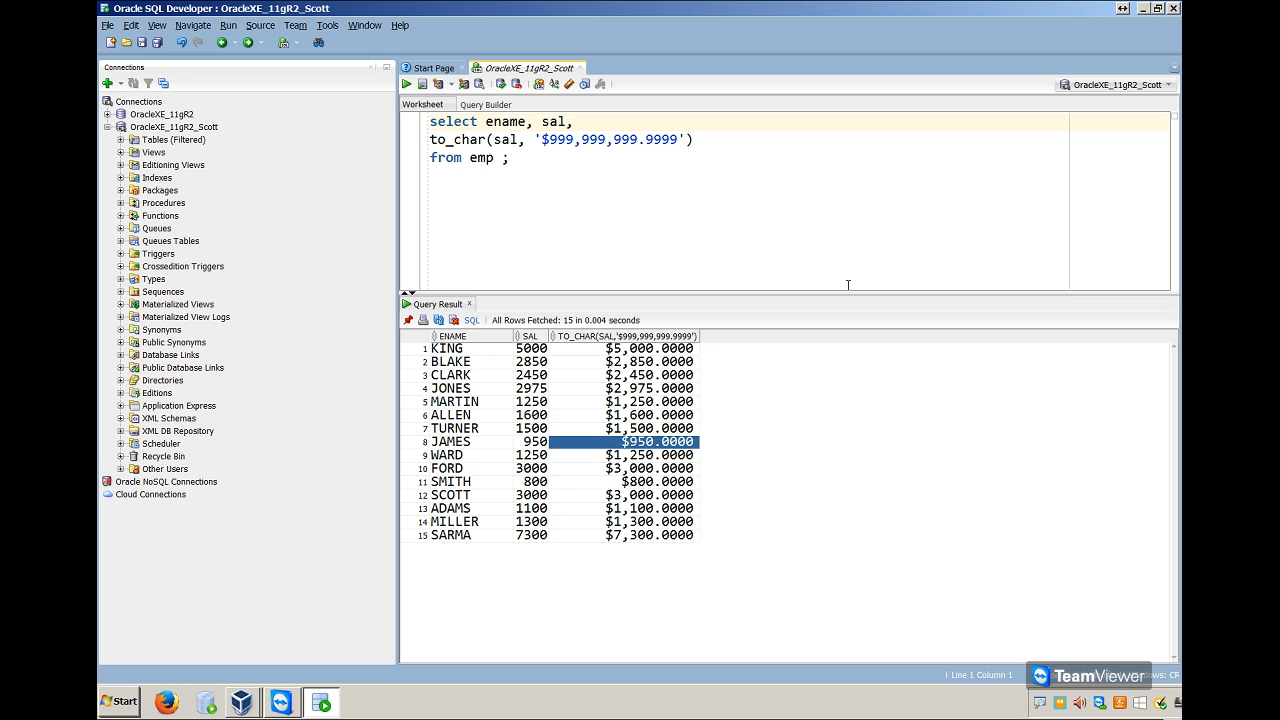 Oracle SQL Developer : OracleXE_11gR2_Scott
File Edit View Navigate Run Source Team Tools Window Help
Connections
Start Page
OracleXE_11gR2_Scott
OracleXE_11gR2_Scott
Worksheet Query Builder
select ename, sal,
to_char(sal, '$999,999,999.9999')
from emp ;
Connections
OracleXE_11gR2
OracleXE_11gR2_Scott
Tables (Filtered)
Views
Editioning Views
Indexes
Packages
Procedures
Functions
Queues
Queues Tables
Triggers
Crossedition Triggers
Types
Sequences
Materialized Views
Materialized View Logs
Synonyms
Public Synonyms
Database Links
Public Database Links
Directories
Editions
Application Express
XML Schemas
XML DB Repository
Scheduler
Recycle Bin
Other Users
Oracle NoSQL Connections
Cloud Connections
Query Result
SQL All Rows Fetched: 15 in 0.004 seconds
ENAME SAL TO_CHAR(SAL,'$999,999,999.9999')
1 KING 5000 $5,000.0000
2 BLAKE 2850 $2,850.0000
3 CLARK 2450 $2,450.0000
4 JONES 2975 $2,975.0000
5 MARTIN 1250 $1,250.0000
6 ALLEN 1600 $1,600.0000
7 TURNER 1500 $1,500.0000
8 JAMES 950 $950.0000
9 WARD 1250 $1,250.0000
10 FORD 3000 $3,000.0000
11 SMITH 800 $800.0000
12 SCOTT 3000 $3,000.0000
13 ADAMS 1100 $1,100.0000
14 MILLER 1300 $1,300.0000
15 SARMA 7300 $7,300.0000
Line 1 Column 1
TeamViewer
Start